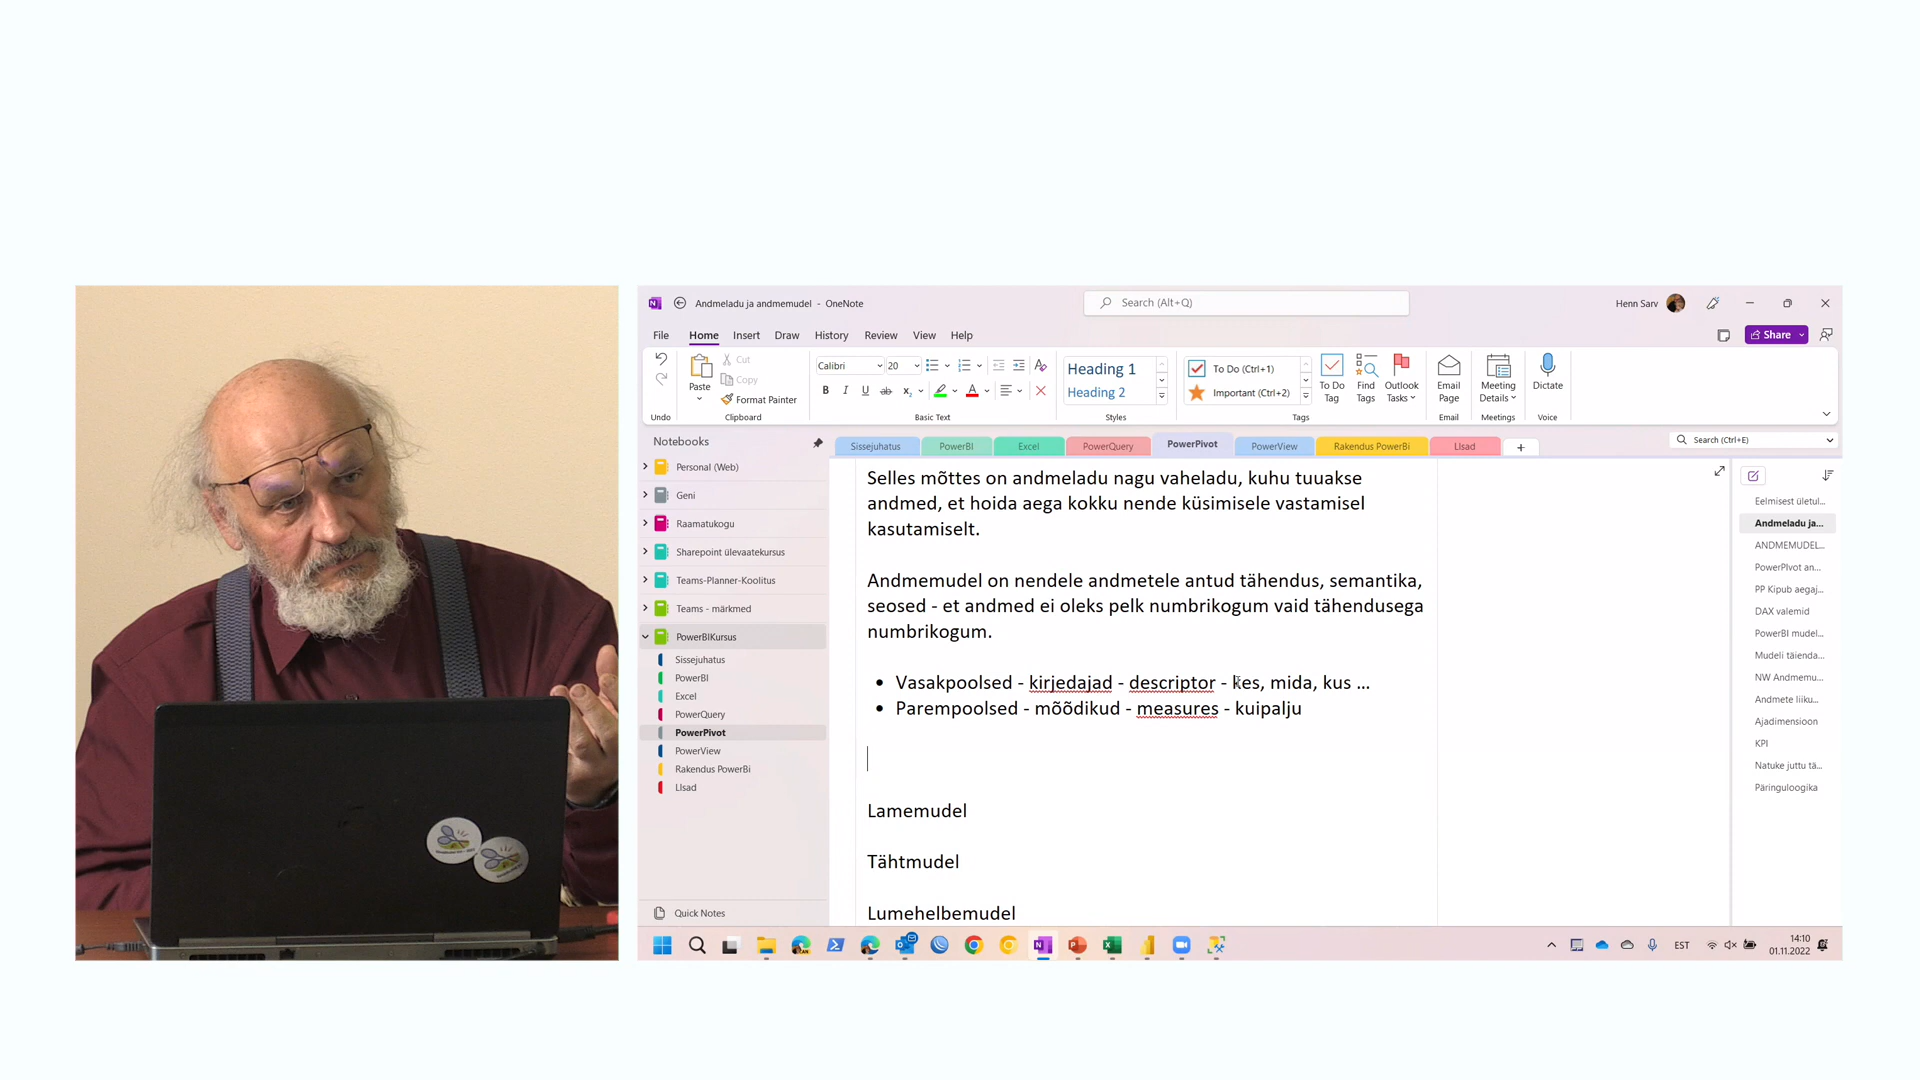 Andmeladu ja andmemudel - OneNote
Search (Alt+Q)
Henn Sarv
File Home Insert Draw History Review View Help
Share
Paste
Cut
Copy
Format Painter
Undo
Clipboard
Calibri 20
Basic Text
Heading 1
Heading 2
Styles
To Do (Ctrl+1)
Important (Ctrl+2)
Tags
To Do Tag
Find Tags
Outlook Tasks
Email Page
Email
Meeting Details
Meetings
Dictate
Voice
Notebooks
Sissejuhatus PowerBI Excel PowerQuery PowerPivot PowerView Rakendus PowerBi LIsad +
Search (Ctrl+E)
Personal (Web)
Geni
Raamatukogu
Sharepoint ülevaatekursus
Teams-Planner-Koolitus
Teams - märkmed
PowerBIKursus
Sissejuhatus
PowerBI
Excel
PowerQuery
PowerPivot
PowerView
Rakendus PowerBi
LIsad
Quick Notes
Selles mõttes on andmeladu nagu vaheladu, kuhu tuuakse
andmed, et hoida aega kokku nende küsimisele vastamisel
kasutamiselt.
Andmemudel on nendele andmetele antud tähendus, semantika,
seosed - et andmed ei oleks pelk numbrikogum vaid tähendusega
numbrikogum.
• Vasakpoolsed - kirjedajad - descriptor - kes, mida, kus ...
• Parempoolsed - mõõdikud - measures - kuipalju
Lamemudel
Tähtmudel
Lumehelbemudel
Eelmisest ületul...
Andmeladu ja...
ANDMEMUDEL...
PowerPIvot an...
PP Kipub aegaj...
DAX valemid
PowerBI mudel...
Mudeli täienda...
NW Andmemu...
Andmete liiku...
Ajadimensioon
KPI
Natuke juttu tä...
Päringuloogika
EST
14:10
01.11.2022